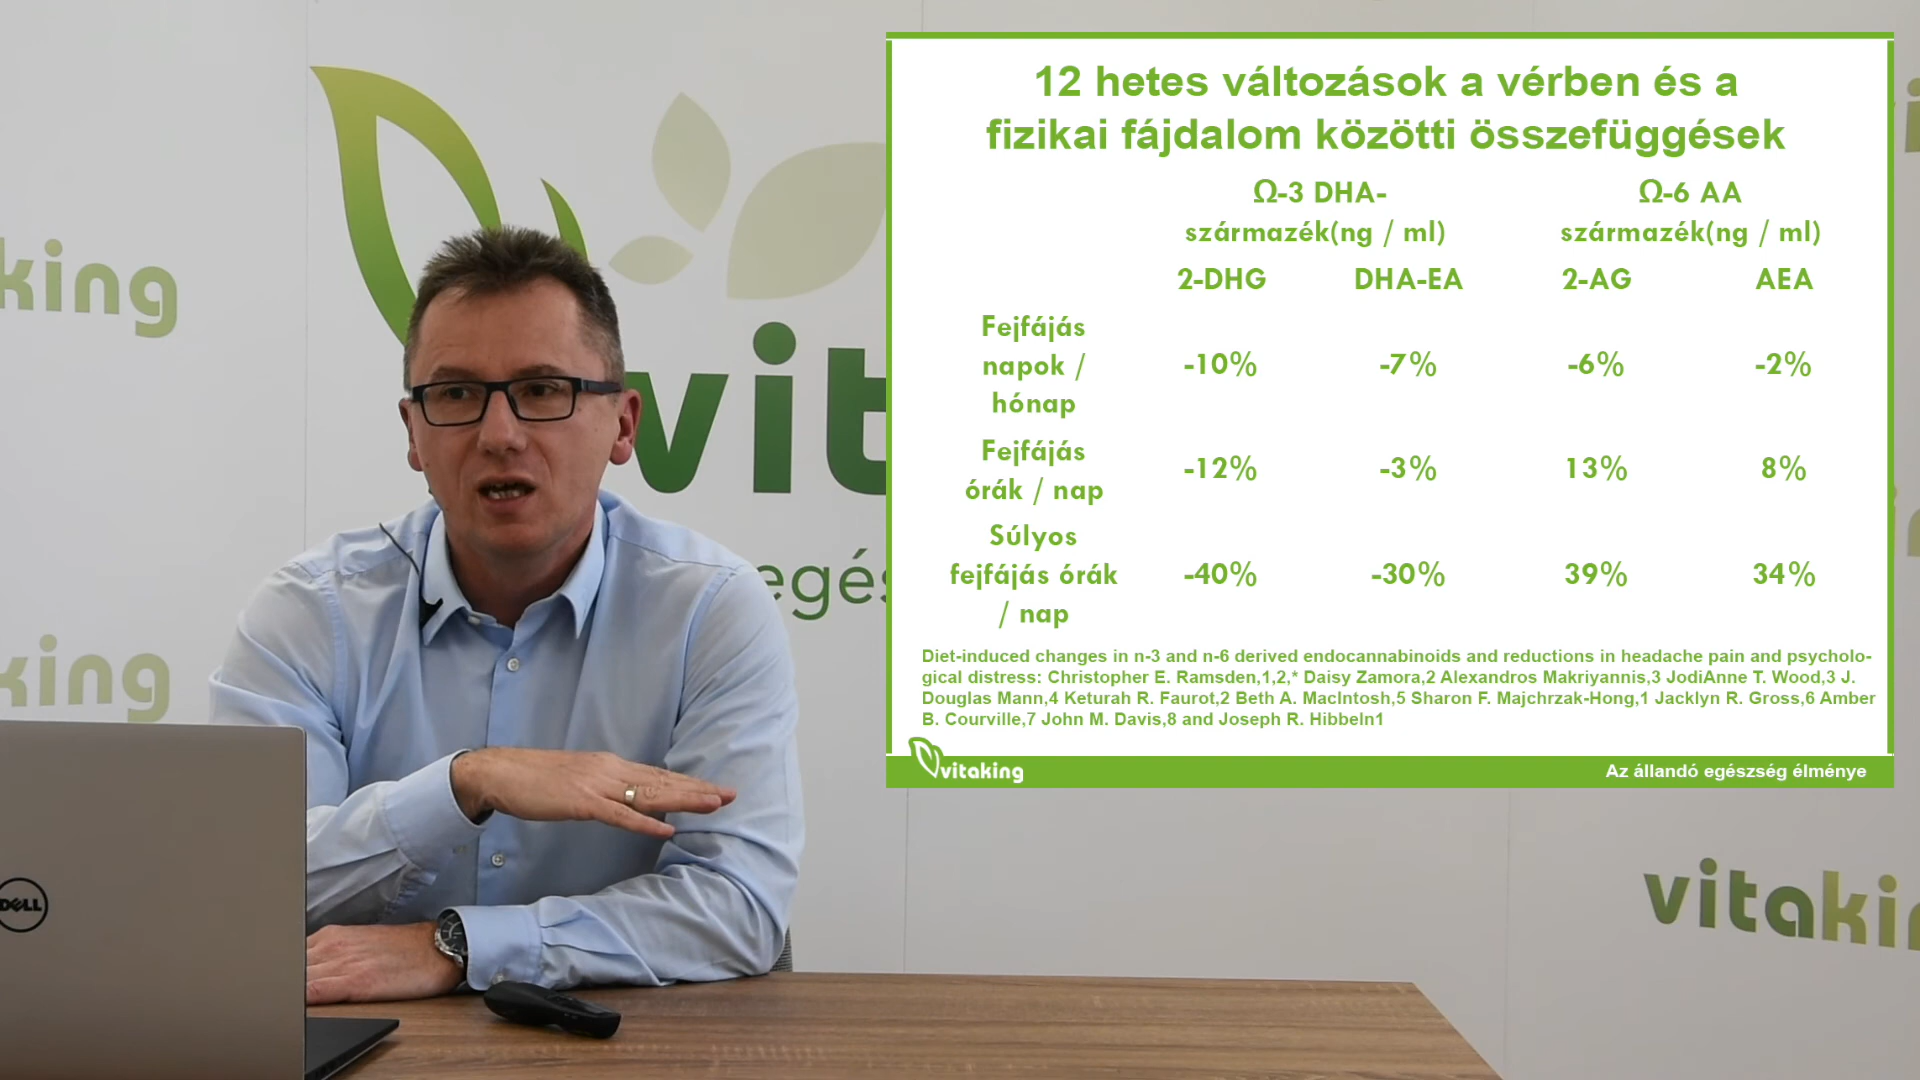 12 hetes változások a vérben és a
fizikai fájdalom közötti összefüggések
Ω-3 DHA-
származék(ng / ml)
Ω-6 AA
származék(ng / ml)
2-DHG DHA-EA 2-AG AEA
Fejfájás
napok /
hónap
-10% -7% -6% -2%
Fejfájás
órák / nap
-12% -3% 13% 8%
Súlyos
fejfájás órák
/ nap
-40% -30% 39% 34%
Diet-induced changes in n-3 and n-6 derived endocannabinoids and reductions in headache pain and psycholo-
gical distress: Christopher E. Ramsden,1,2,* Daisy Zamora,2 Alexandros Makriyannis,3 JodiAnne T. Wood,3 J.
Douglas Mann,4 Keturah R. Faurot,2 Beth A. MacIntosh,5 Sharon F. Majchrzak-Hong,1 Jacklyn R. Gross,6 Amber
B. Courville,7 John M. Davis,8 and Joseph R. Hibbeln1
vitaking
Az állandó egészség élménye
king
vit
egés
king
vitakin
DELL